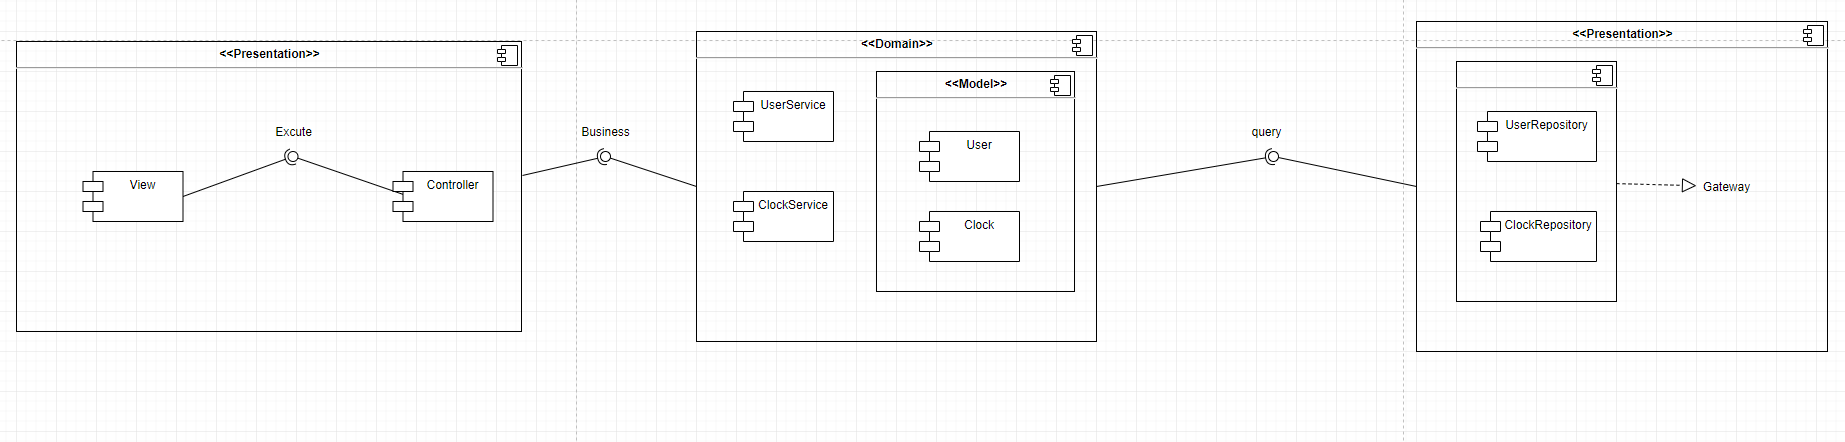 <<Presentation>>
Excute
View
Controller
Business
<<Domain>>
UserService
ClockService
<<Model>>
User
Clock
query
<<Presentation>>
UserRepository
ClockRepository
Gateway